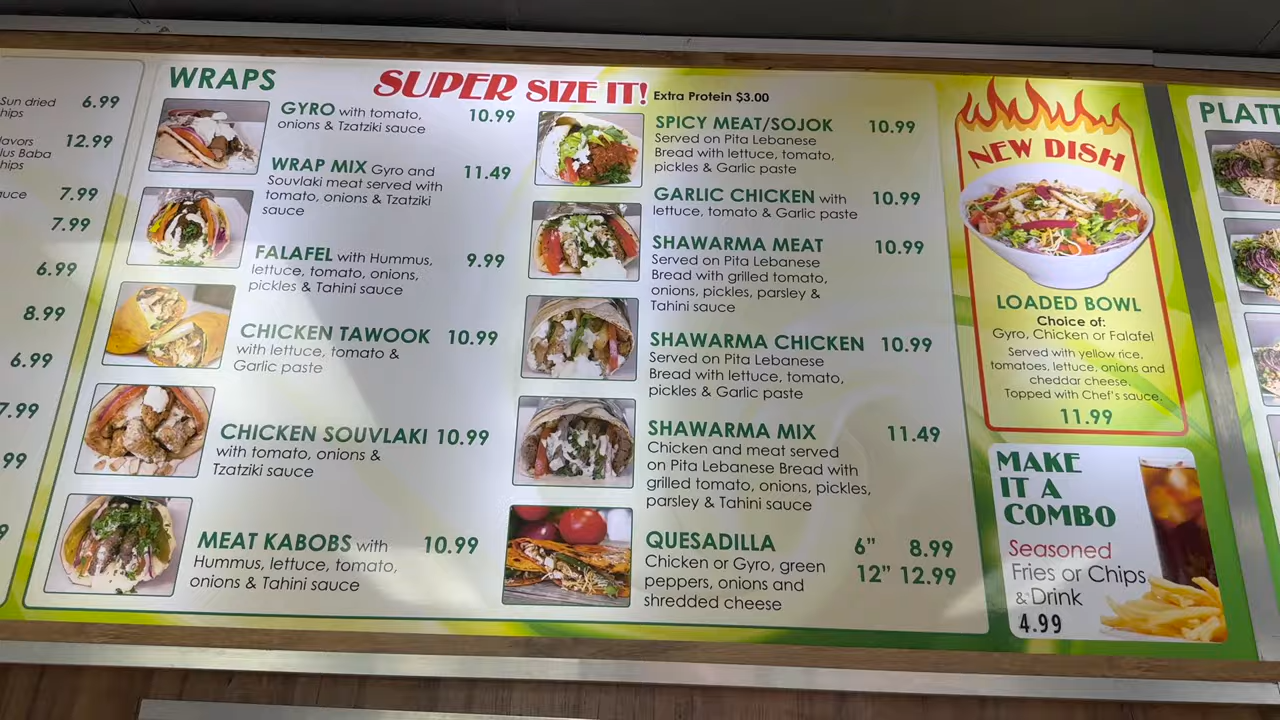 Sun dried 6.99
hips
lavors 12.99
lus Baba
hips
auce 7.99
7.99
6.99
8.99
6.99
7.99
99
WRAPS
SUPER SIZE IT! Extra Protein $3.00
GYRO with tomato, 10.99
onions & Tzatziki sauce
WRAP MIX Gyro and 11.49
Souvlaki meat served with
tomato, onions & Tzatziki
sauce
FALAFEL with Hummus, 9.99
lettuce, tomato, onions,
pickles & Tahini sauce
CHICKEN TAWOOK 10.99
with lettuce, tomato &
Garlic paste
CHICKEN SOUVLAKI 10.99
with tomato, onions &
Tzatziki sauce
MEAT KABOBS with 10.99
Hummus, lettuce, tomato,
onions & Tahini sauce
SPICY MEAT/SOJOK 10.99
Served on Pita Lebanese
Bread with lettuce, tomato,
pickles & Garlic paste
GARLIC CHICKEN with 10.99
lettuce, tomato & Garlic paste
SHAWARMA MEAT 10.99
Served on Pita Lebanese
Bread with grilled tomato,
onions, pickles, parsley &
Tahini sauce
SHAWARMA CHICKEN 10.99
Served on Pita Lebanese
Bread with lettuce, tomato,
pickles & Garlic paste
SHAWARMA MIX 11.49
Chicken and meat served
on Pita Lebanese Bread with
grilled tomato, onions, pickles,
parsley & Tahini sauce
QUESADILLA 6" 8.99
Chicken or Gyro, green 12" 12.99
peppers, onions and
shredded cheese
NEW DISH
LOADED BOWL
Choice of:
Gyro, Chicken or Falafel
Served with yellow rice,
tomatoes, lettuce, onions and
cheddar cheese.
Topped with Chef's sauce.
11.99
MAKE
IT A
COMBO
Seasoned
Fries or Chips
& Drink
4.99
PLATT